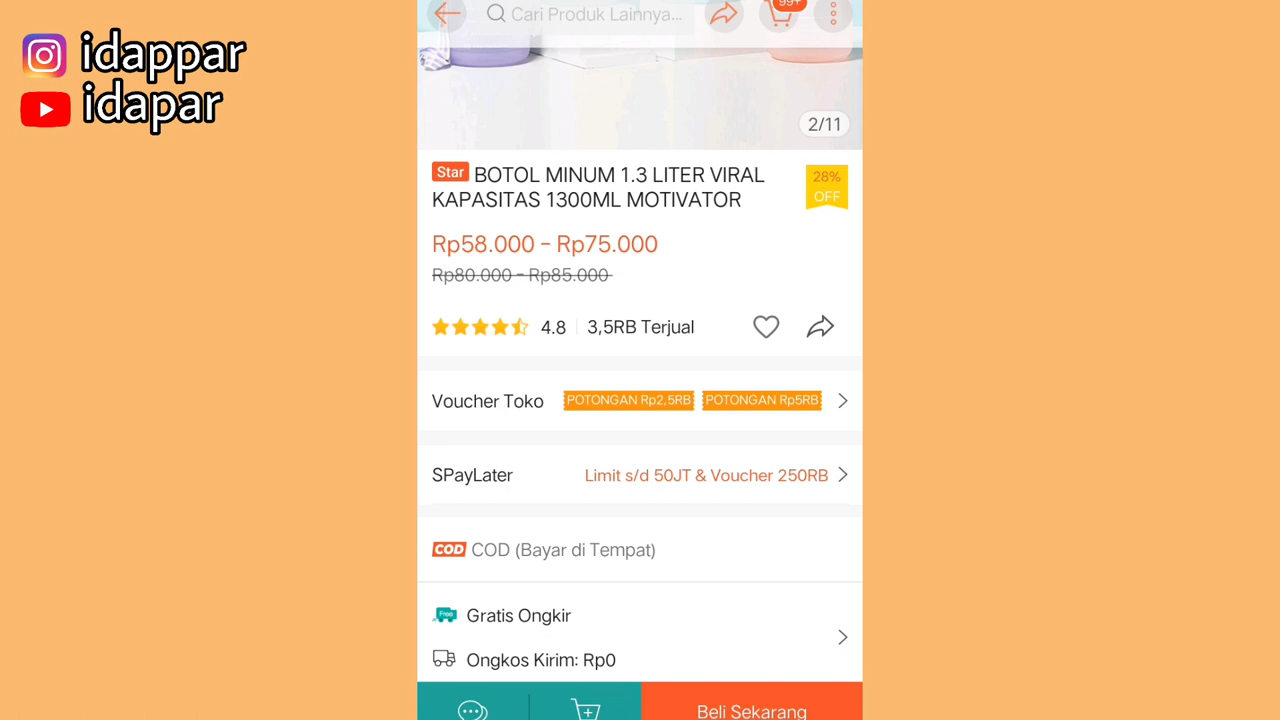 idappar
idapar
Cari Produk Lainnya...
99+
2/11
Star BOTOL MINUM 1.3 LITER VIRAL
KAPASITAS 1300ML MOTIVATOR
28%
OFF
Rp58.000 - Rp75.000
Rp80.000 - Rp85.000
4.8
3,5RB Terjual
Voucher Toko
POTONGAN Rp2,5RB
POTONGAN Rp5RB
SPayLater
Limit s/d 50JT & Voucher 250RB
COD COD (Bayar di Tempat)
Free Gratis Ongkir
Ongkos Kirim: Rp0
Beli Sekarang